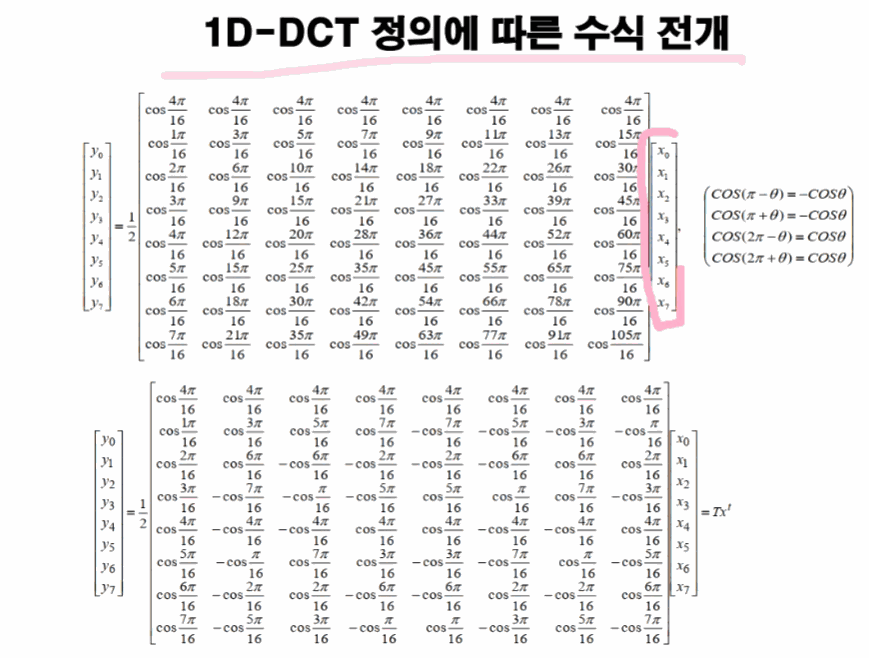 1D-DCT 정의에 따른 수식 전개
cos 4π/16 cos 4π/16 cos 4π/16 cos 4π/16 cos 4π/16 cos 4π/16 cos 4π/16 cos 4π/16
y₀ cos 1π/16 cos 3π/16 cos 5π/16 cos 7π/16 cos 9π/16 cos 11π/16 cos 13π/16 cos 15π/16 x₀
y₁ cos 2π/16 cos 6π/16 cos 10π/16 cos 14π/16 cos 18π/16 cos 22π/16 cos 26π/16 cos 30π/16 x₁
y₂ cos 3π/16 cos 9π/16 cos 15π/16 cos 21π/16 cos 27π/16 cos 33π/16 cos 39π/16 cos 45π/16 x₂ COS(π − θ) = −COSθ
y₃ = 1/2 x₃ , COS(π + θ) = −COSθ
y₄ cos 4π/16 cos 12π/16 cos 20π/16 cos 28π/16 cos 36π/16 cos 44π/16 cos 52π/16 cos 60π/16 x₄ COS(2π − θ) = COSθ
y₅ cos 5π/16 cos 15π/16 cos 25π/16 cos 35π/16 cos 45π/16 cos 55π/16 cos 65π/16 cos 75π/16 x₅ COS(2π + θ) = COSθ
y₆ cos 6π/16 cos 18π/16 cos 30π/16 cos 42π/16 cos 54π/16 cos 66π/16 cos 78π/16 cos 90π/16 x₆
y₇ cos 7π/16 cos 21π/16 cos 35π/16 cos 49π/16 cos 63π/16 cos 77π/16 cos 91π/16 cos 105π/16 x₇
cos 4π/16 cos 4π/16 cos 4π/16 cos 4π/16 cos 4π/16 cos 4π/16 cos 4π/16 cos 4π/16
y₀ cos 1π/16 cos 3π/16 cos 5π/16 cos 7π/16 −cos 7π/16 −cos 5π/16 −cos 3π/16 −cos π/16 x₀
y₁ cos 2π/16 cos 6π/16 −cos 6π/16 −cos 2π/16 −cos 2π/16 −cos 6π/16 cos 6π/16 cos 2π/16 x₁
y₂ cos 3π/16 −cos 7π/16 −cos π/16 −cos 5π/16 cos 5π/16 cos π/16 cos 7π/16 −cos 3π/16 x₂
y₃ = 1/2 x₃ = Txᵗ
y₄ cos 4π/16 −cos 4π/16 −cos 4π/16 cos 4π/16 cos 4π/16 −cos 4π/16 −cos 4π/16 cos 4π/16 x₄
y₅ cos 5π/16 −cos π/16 cos 7π/16 cos 3π/16 −cos 3π/16 −cos 7π/16 cos π/16 −cos 5π/16 x₅
y₆ cos 6π/16 −cos 2π/16 cos 2π/16 −cos 6π/16 −cos 6π/16 cos 2π/16 −cos 2π/16 cos 6π/16 x₆
y₇ cos 7π/16 −cos 5π/16 cos 3π/16 −cos π/16 cos π/16 −cos 3π/16 cos 5π/16 −cos 7π/16 x₇